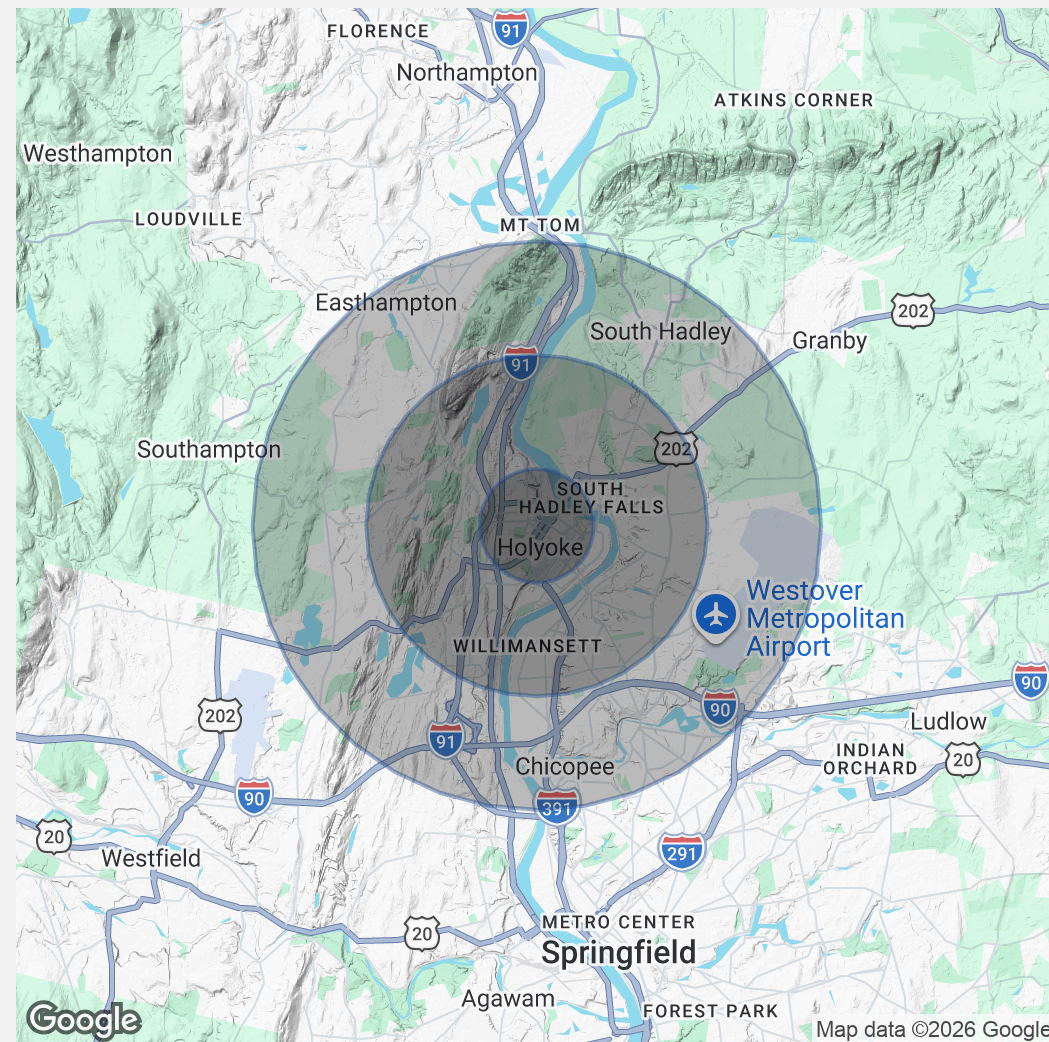 FLORENCE
91
Northampton
ATKINS CORNER
Westhampton
LOUDVILLE
MT TOM
Easthampton
202
South Hadley
Granby
91
Southampton
202
SOUTH
HADLEY FALLS
Holyoke
Westover
Metropolitan
Airport
WILLIMANSETT
90
202
90
Ludlow
91
INDIAN
ORCHARD
20
Chicopee
90
391
20
291
Westfield
METRO CENTER
20
Springfield
Agawam
FOREST PARK
Google
Map data ©2026 Google